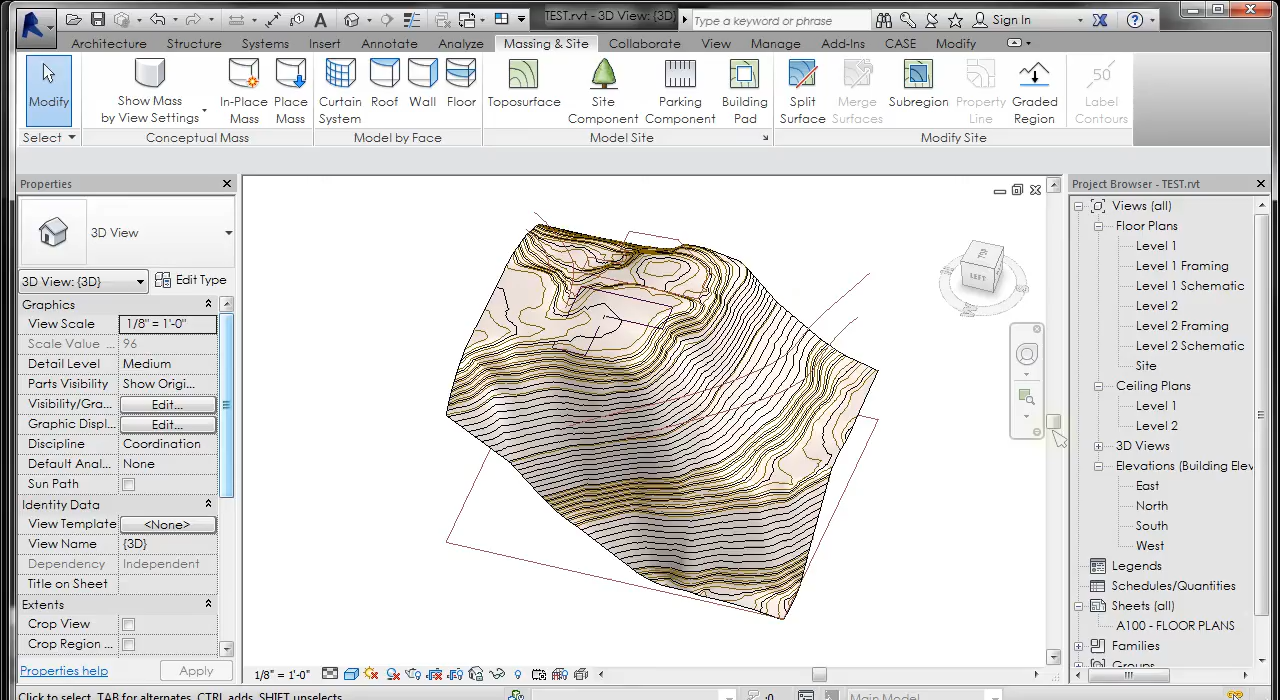 TEST.rvt - 3D View: {3D}
Type a keyword or phrase
Sign In
Architecture Structure Systems Insert Annotate Analyze Massing & Site Collaborate View Manage Add-Ins CASE Modify
Modify
Show Mass
by View Settings
In-Place
Mass
Place
Mass
Curtain
System
Roof
Wall
Floor
Toposurface
Site
Component
Parking
Component
Building
Pad
Split
Surface
Merge
Surfaces
Subregion
Property
Line
Graded
Region
50
Label
Contours
Select
Conceptual Mass
Model by Face
Model Site
Modify Site
Properties
3D View
3D View: {3D}
Edit Type
Graphics
View Scale 1/8" = 1'-0"
Scale Value ... 96
Detail Level Medium
Parts Visibility Show Origi...
Visibility/Gra... Edit...
Graphic Displ... Edit...
Discipline Coordination
Default Anal... None
Sun Path
Identity Data
View Template <None>
View Name {3D}
Dependency Independent
Title on Sheet
Extents
Crop View
Crop Region ...
Properties help
Apply
LEFT
1/8" = 1'-0"
Project Browser - TEST.rvt
Views (all)
Floor Plans
Level 1
Level 1 Framing
Level 1 Schematic
Level 2
Level 2 Framing
Level 2 Schematic
Site
Ceiling Plans
Level 1
Level 2
3D Views
Elevations (Building Elev
East
North
South
West
Legends
Schedules/Quantities
Sheets (all)
A100 - FLOOR PLANS
Families
Groups
Click to select, TAB for alternates, CTRL adds, SHIFT unselects.
:0
Main Model